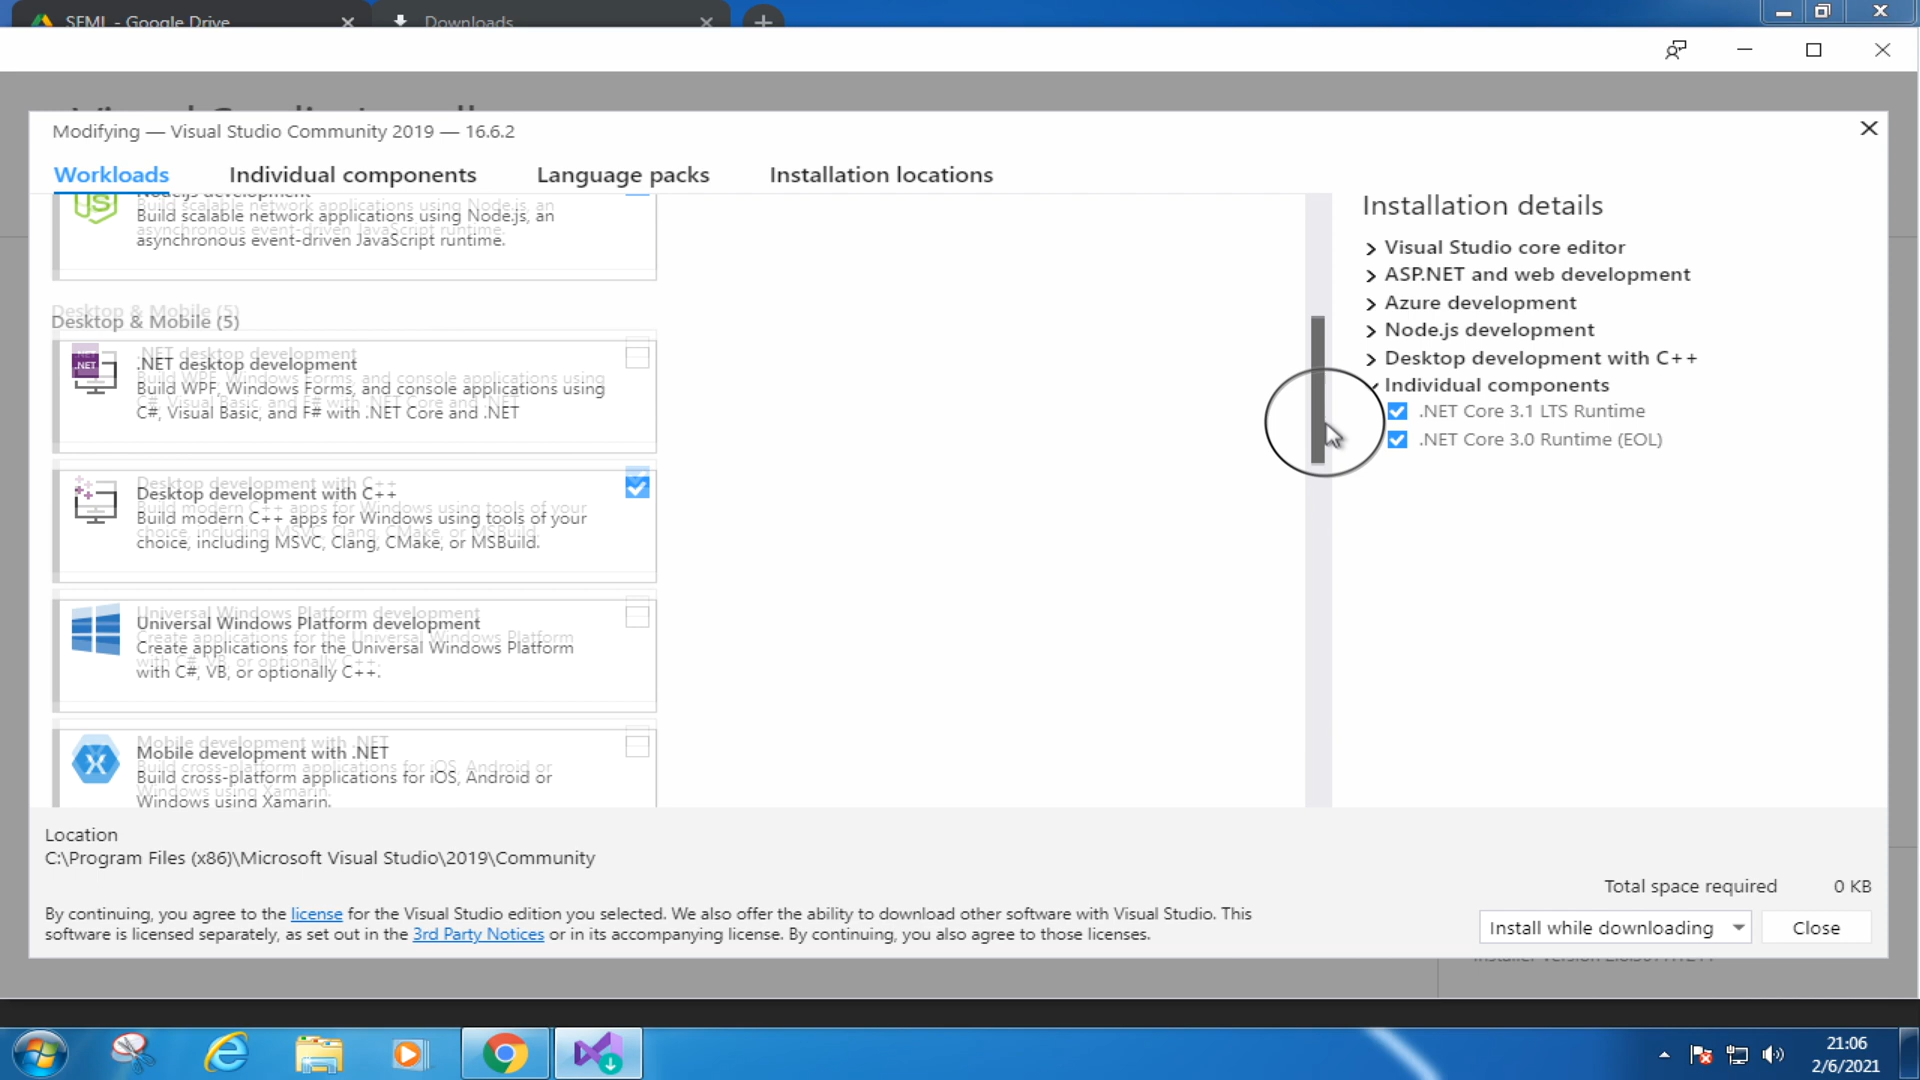 SFML - Google Drive
Downloads
Modifying — Visual Studio Community 2019 — 16.6.2
Workloads
Individual components
Language packs
Installation locations
Build scalable network applications using Node.js, an
asynchronous event-driven JavaScript runtime.
Desktop & Mobile (5)
.NET
.NET desktop development
Build WPF, Windows Forms, and console applications using
C#, Visual Basic, and F# with .NET Core and .NET
Desktop development with C++
Build modern C++ apps for Windows using tools of your
choice, including MSVC, Clang, CMake, or MSBuild.
Universal Windows Platform development
Create applications for the Universal Windows Platform
with C#, VB, or optionally C++.
Mobile development with .NET
Build cross-platform applications for iOS, Android or
Windows using Xamarin.
Installation details
Visual Studio core editor
ASP.NET and web development
Azure development
Node.js development
Desktop development with C++
Individual components
.NET Core 3.1 LTS Runtime
.NET Core 3.0 Runtime (EOL)
Location
C:\Program Files (x86)\Microsoft Visual Studio\2019\Community
Total space required 0 KB
By continuing, you agree to the license for the Visual Studio edition you selected. We also offer the ability to download other software with Visual Studio. This
software is licensed separately, as set out in the 3rd Party Notices or in its accompanying license. By continuing, you also agree to those licenses.
Install while downloading
Close
21:06
2/6/2021